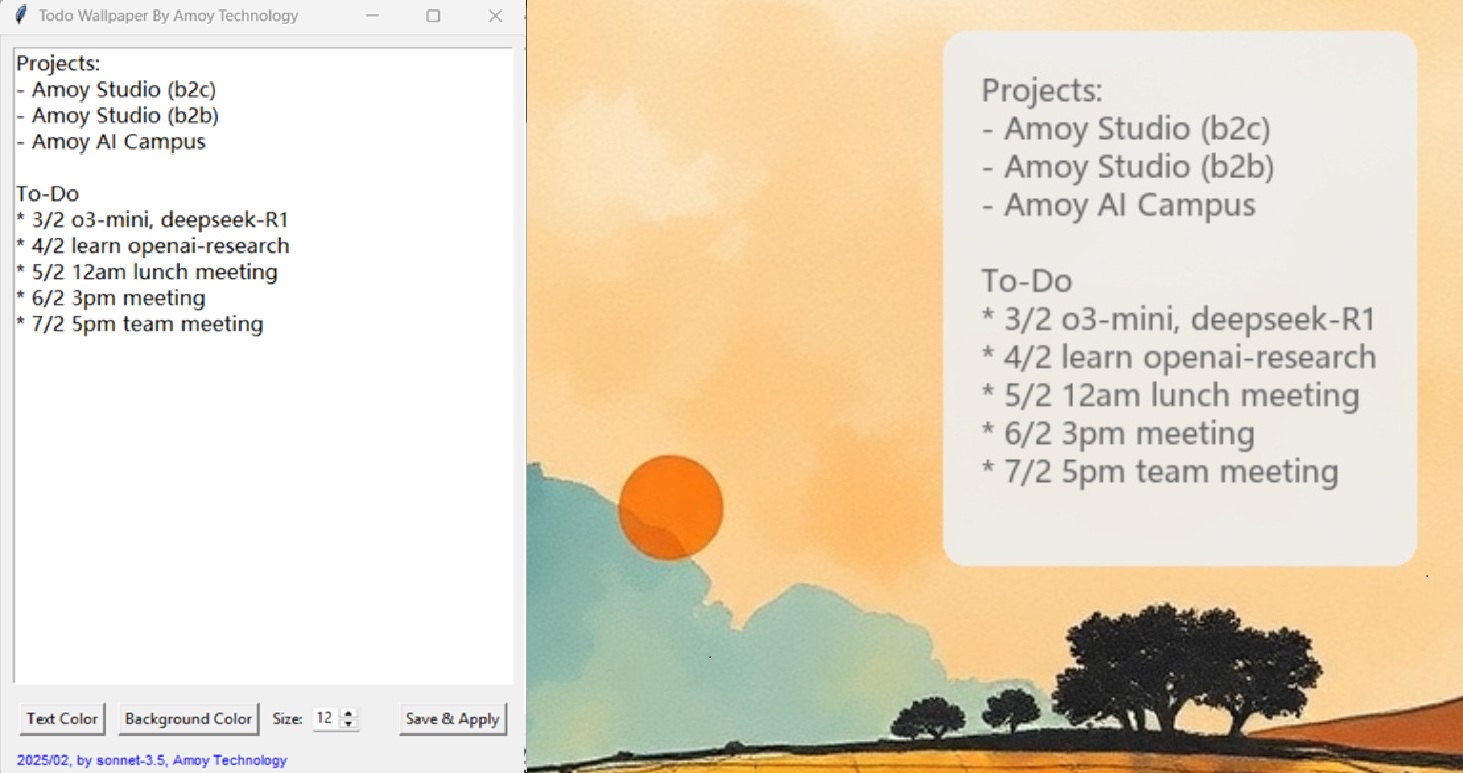 Todo Wallpaper By Amoy Technology
Projects:
- Amoy Studio (b2c)
- Amoy Studio (b2b)
- Amoy AI Campus
To-Do
* 3/2 o3-mini, deepseek-R1
* 4/2 learn openai-research
* 5/2 12am lunch meeting
* 6/2 3pm meeting
* 7/2 5pm team meeting
Text Color
Background Color
Size: 12
Save & Apply
2025/02, by sonnet-3.5, Amoy Technology
Projects:
- Amoy Studio (b2c)
- Amoy Studio (b2b)
- Amoy AI Campus
To-Do
* 3/2 o3-mini, deepseek-R1
* 4/2 learn openai-research
* 5/2 12am lunch meeting
* 6/2 3pm meeting
* 7/2 5pm team meeting